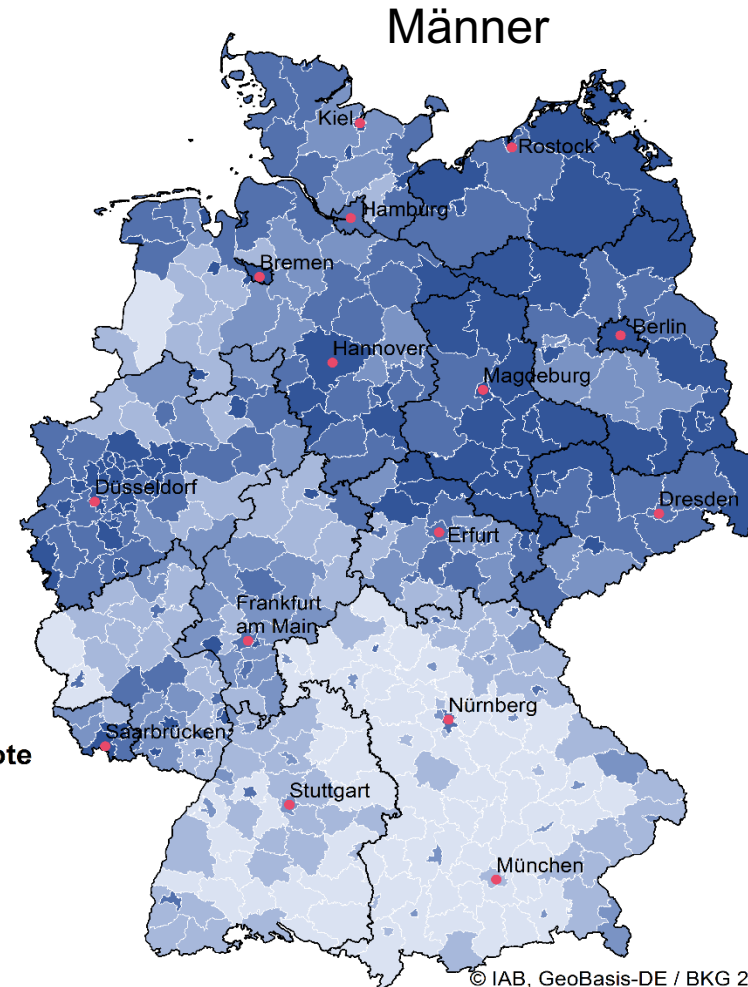 Männer
Kiel
Rostock
Hamburg
Bremen
Berlin
Hannover
Magdeburg
Düsseldorf
Dresden
Erfurt
Frankfurt
am Main
Nürnberg
Saarbrücken
ote
Stuttgart
München
© IAB, GeoBasis-DE / BKG 2